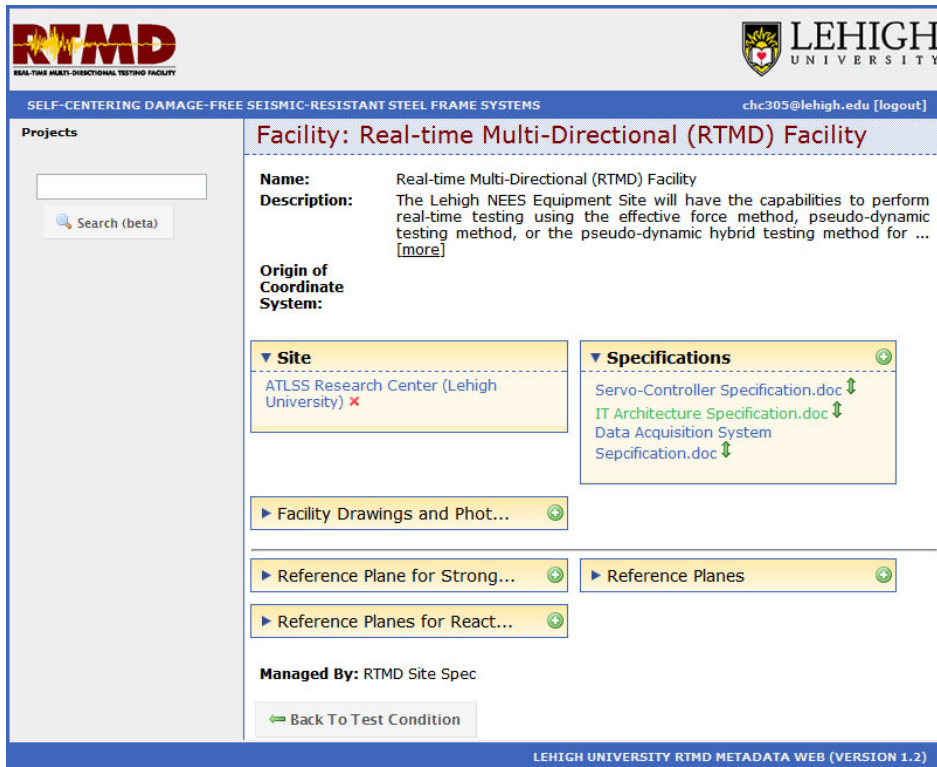 RTMD
REAL-TIME MULTI-DIRECTIONAL TESTING FACILITY
LEHIGH
UNIVERSITY
SELF-CENTERING DAMAGE-FREE SEISMIC-RESISTANT STEEL FRAME SYSTEMS
chc305@lehigh.edu [logout]
Projects
Search (beta)
Facility: Real-time Multi-Directional (RTMD) Facility
Name: Real-time Multi-Directional (RTMD) Facility
Description: The Lehigh NEES Equipment Site will have the capabilities to perform
real-time testing using the effective force method, pseudo-dynamic
testing method, or the pseudo-dynamic hybrid testing method for ...
[more]
Origin of
Coordinate
System:
Site
ATLSS Research Center (Lehigh
University)
Specifications
Servo-Controller Specification.doc
IT Architecture Specification.doc
Data Acquisition System
Sepcification.doc
Facility Drawings and Phot...
Reference Plane for Strong...
Reference Planes
Reference Planes for React...
Managed By: RTMD Site Spec
Back To Test Condition
LEHIGH UNIVERSITY RTMD METADATA WEB (VERSION 1.2)